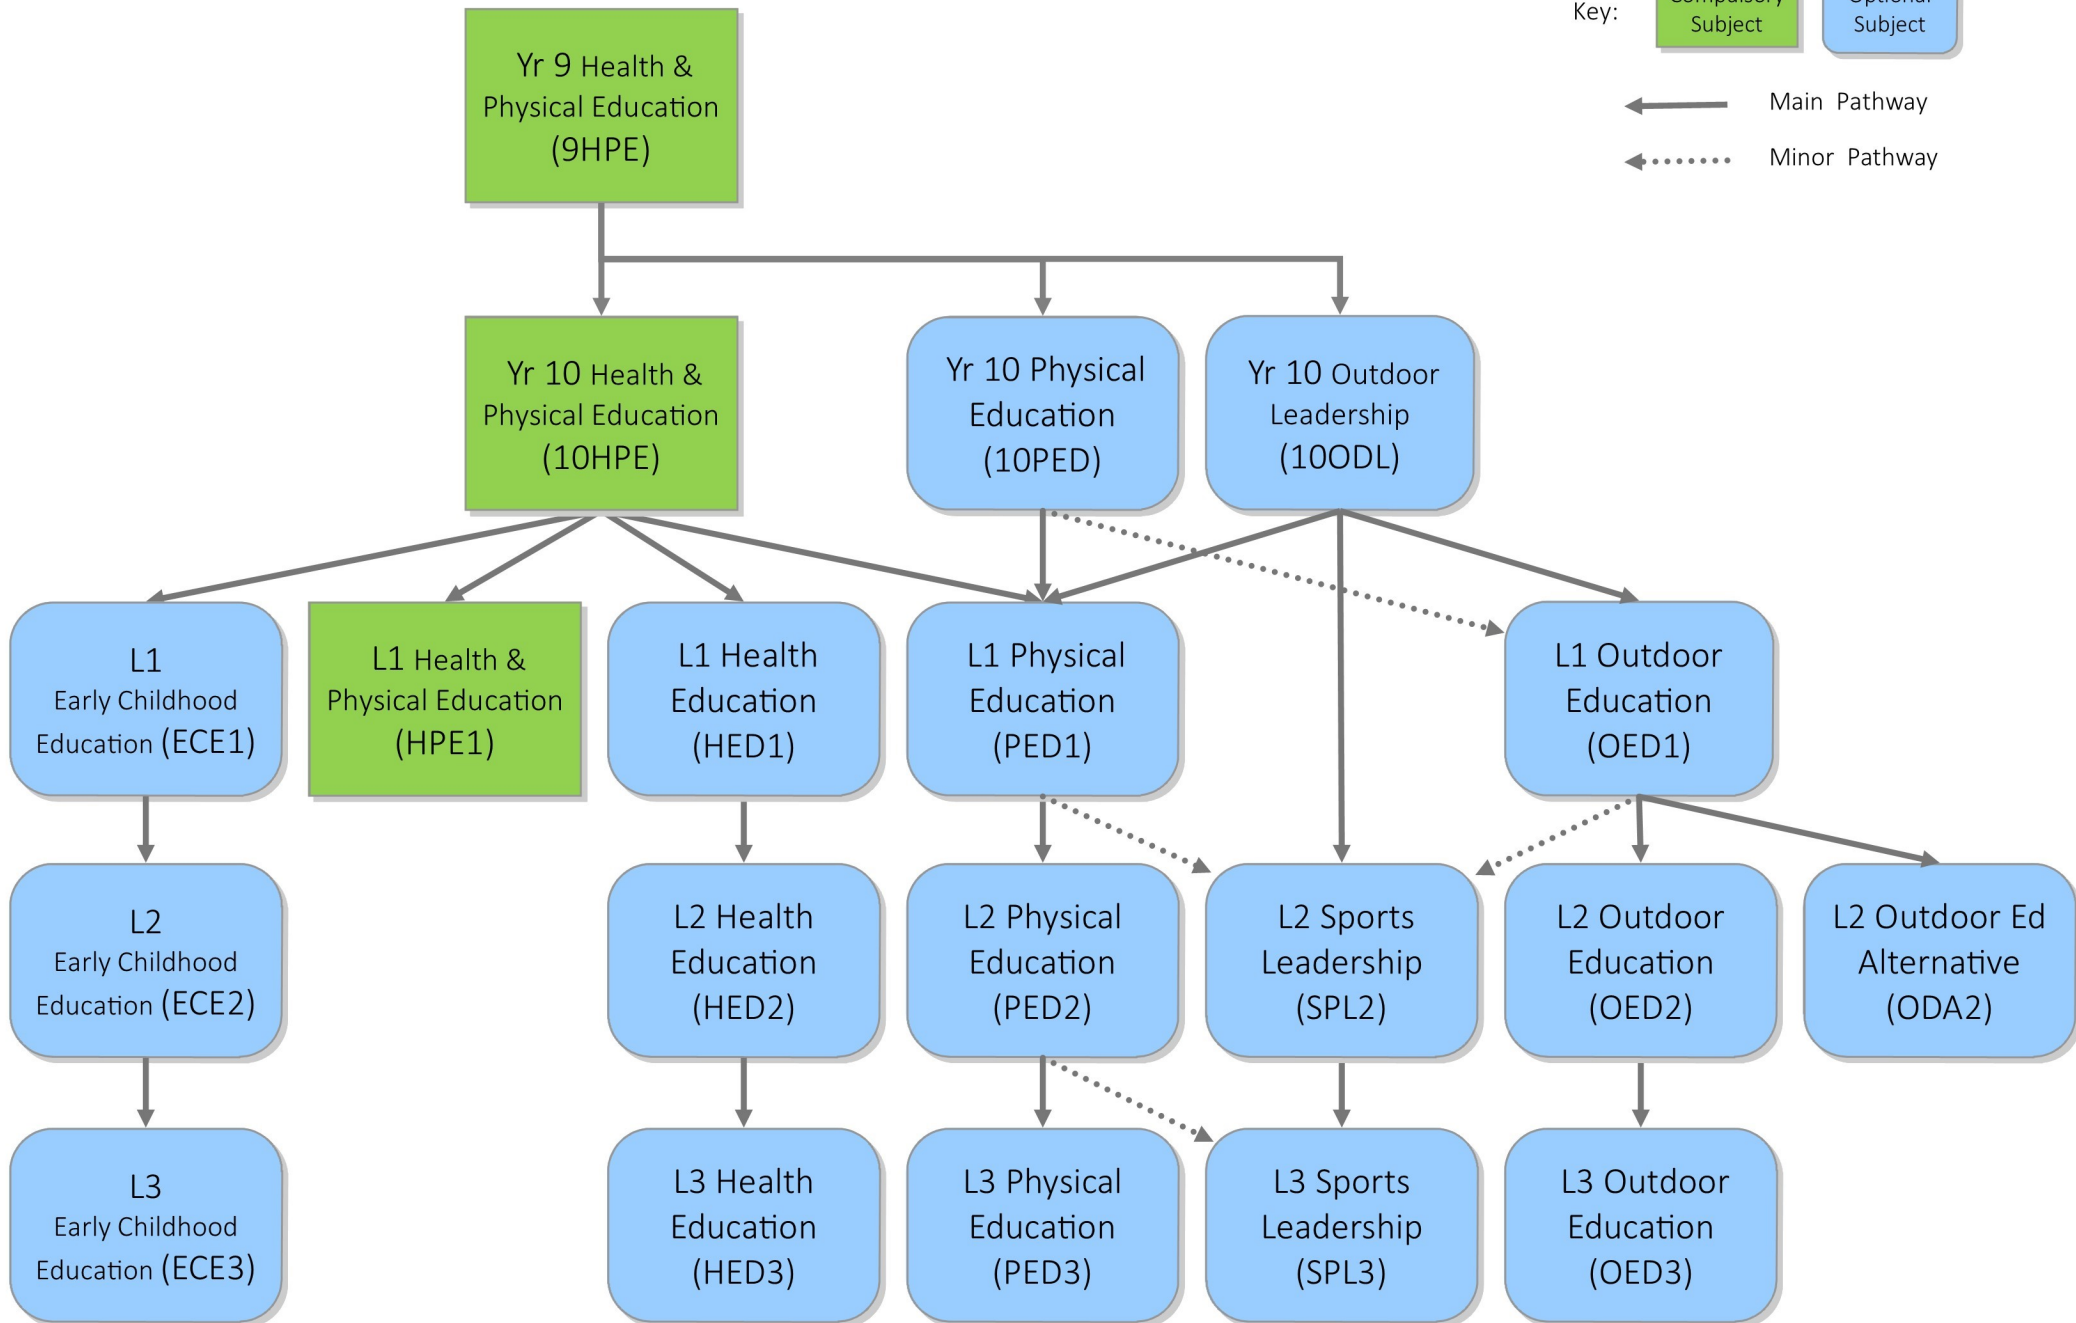 Key:
Compulsory
Subject
Optional
Subject
Main Pathway
Minor Pathway
Yr 9 Health &
Physical Education
(9HPE)
Yr 10 Health &
Physical Education
(10HPE)
Yr 10 Physical
Education
(10PED)
Yr 10 Outdoor
Leadership
(10ODL)
L1
Early Childhood
Education (ECE1)
L1 Health &
Physical Education
(HPE1)
L1 Health
Education
(HED1)
L1 Physical
Education
(PED1)
L1 Outdoor
Education
(OED1)
L2
Early Childhood
Education (ECE2)
L2 Health
Education
(HED2)
L2 Physical
Education
(PED2)
L2 Sports
Leadership
(SPL2)
L2 Outdoor
Education
(OED2)
L2 Outdoor Ed
Alternative
(ODA2)
L3
Early Childhood
Education (ECE3)
L3 Health
Education
(HED3)
L3 Physical
Education
(PED3)
L3 Sports
Leadership
(SPL3)
L3 Outdoor
Education
(OED3)